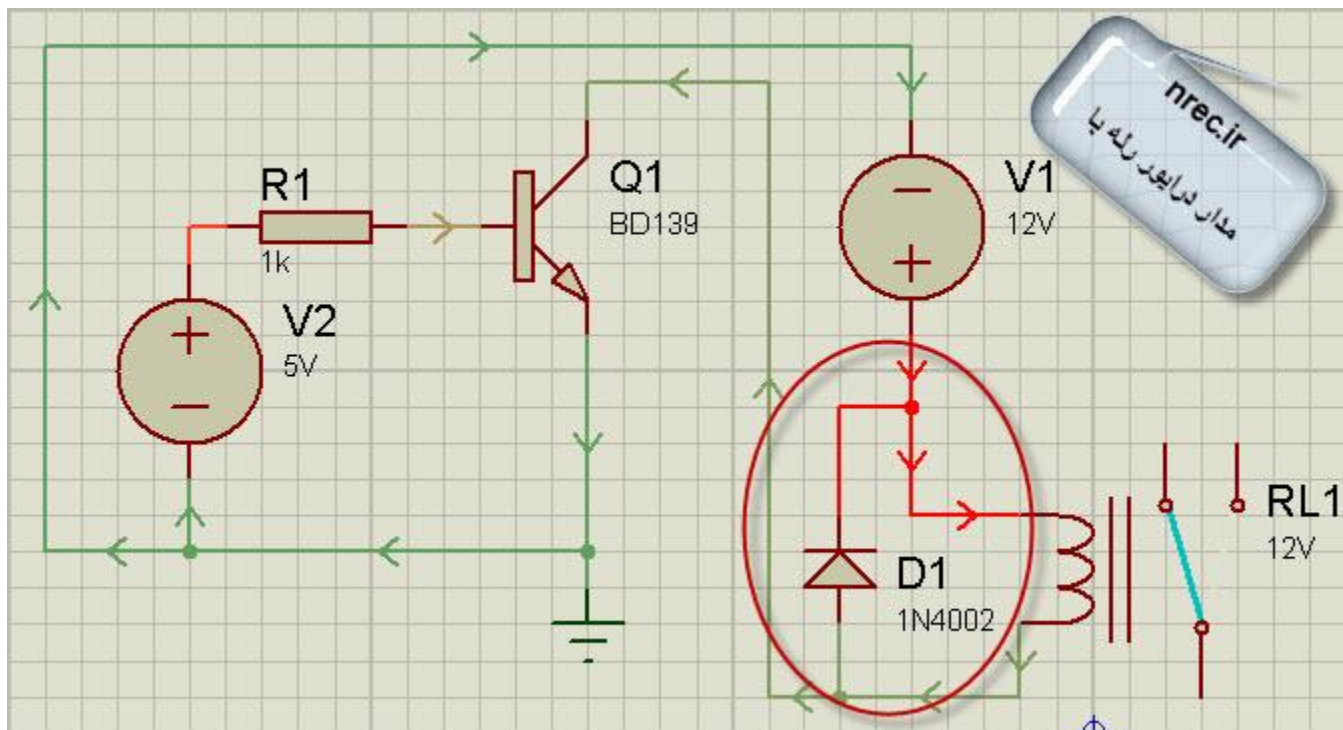 R1
1k
Q1
BD139
V1
12V
V2
5V
D1
1N4002
RL1
12V
nrec.ir
مدار درایور رله با